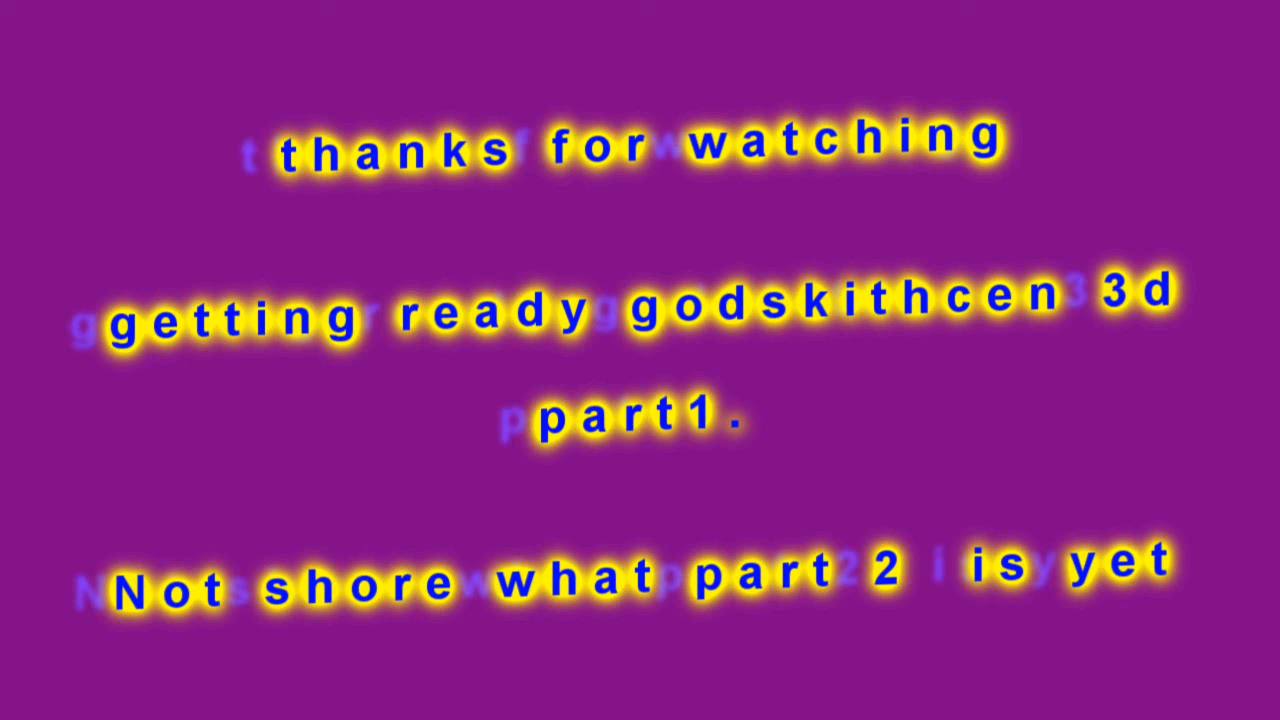 thanks for watching
getting ready godskithcen 3d
part1.
Not shore what part 2 is yet